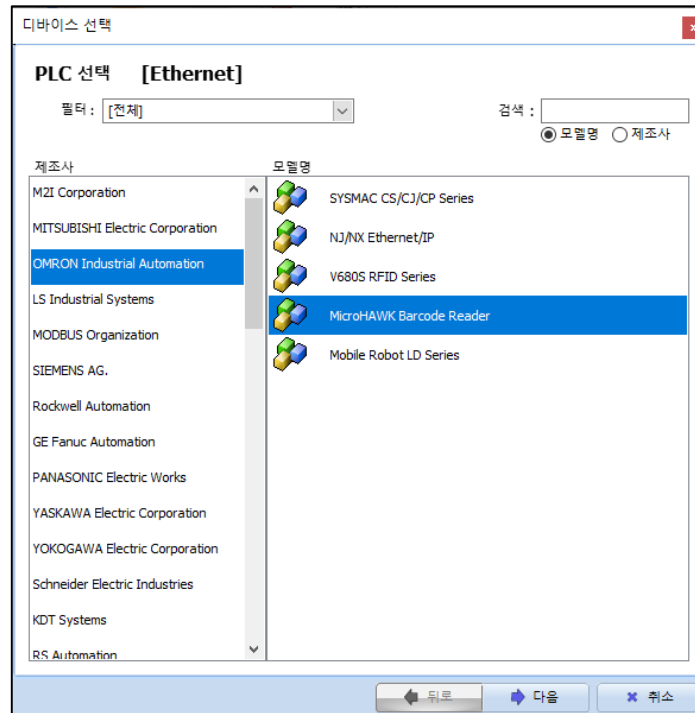 디바이스 선택
PLC 선택 [Ethernet]
필터 : [전체] 검색 :
모델명 제조사
제조사 모델명
M2I Corporation
MITSUBISHI Electric Corporation
OMRON Industrial Automation
LS Industrial Systems
MODBUS Organization
SIEMENS AG.
Rockwell Automation
GE Fanuc Automation
PANASONIC Electric Works
YASKAWA Electric Corporation
YOKOGAWA Electric Corporation
Schneider Electric Industries
KDT Systems
RS Automation
SYSMAC CS/CJ/CP Series
NJ/NX Ethernet/IP
V680S RFID Series
MicroHAWK Barcode Reader
Mobile Robot LD Series
뒤로 다음 취소